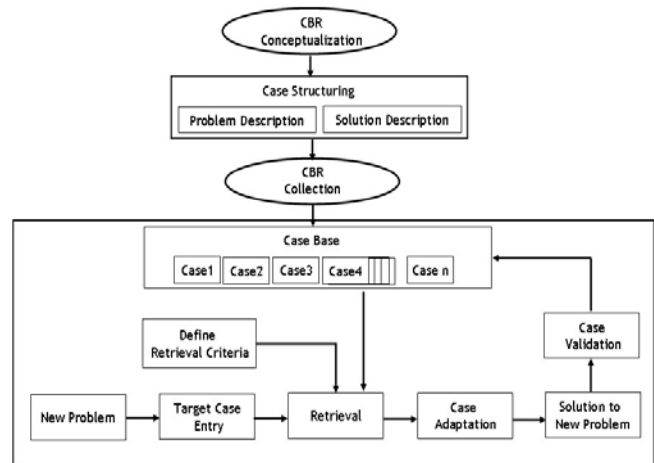 CBR
Conceptualization
Case Structuring
Problem Description
Solution Description
CBR
Collection
Case Base
Case1
Case2
Case3
Case4
Case n
Define
Retrieval Criteria
Case
Validation
New Problem
Target Case
Entry
Retrieval
Case
Adaptation
Solution to
New Problem